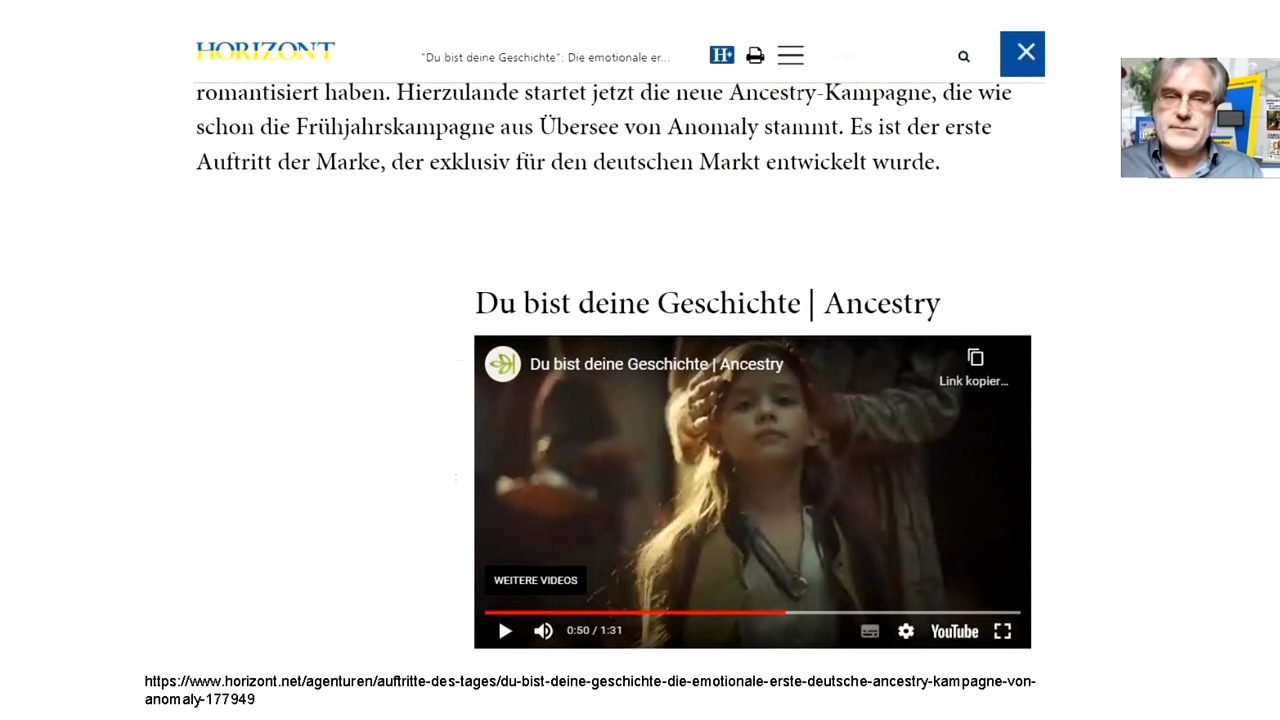 HORIZONT
"Du bist deine Geschichte": Die emotionale er...
H+
romantisiert haben. Hierzulande startet jetzt die neue Ancestry-Kampagne, die wie
schon die Frühjahrskampagne aus Übersee von Anomaly stammt. Es ist der erste
Auftritt der Marke, der exklusiv für den deutschen Markt entwickelt wurde.
Du bist deine Geschichte | Ancestry
Du bist deine Geschichte | Ancestry
Link kopier...
WEITERE VIDEOS
0:50 / 1:31
YouTube
https://www.horizont.net/agenturen/auftritte-des-tages/du-bist-deine-geschichte-die-emotionale-erste-deutsche-ancestry-kampagne-von-
anomaly-177949